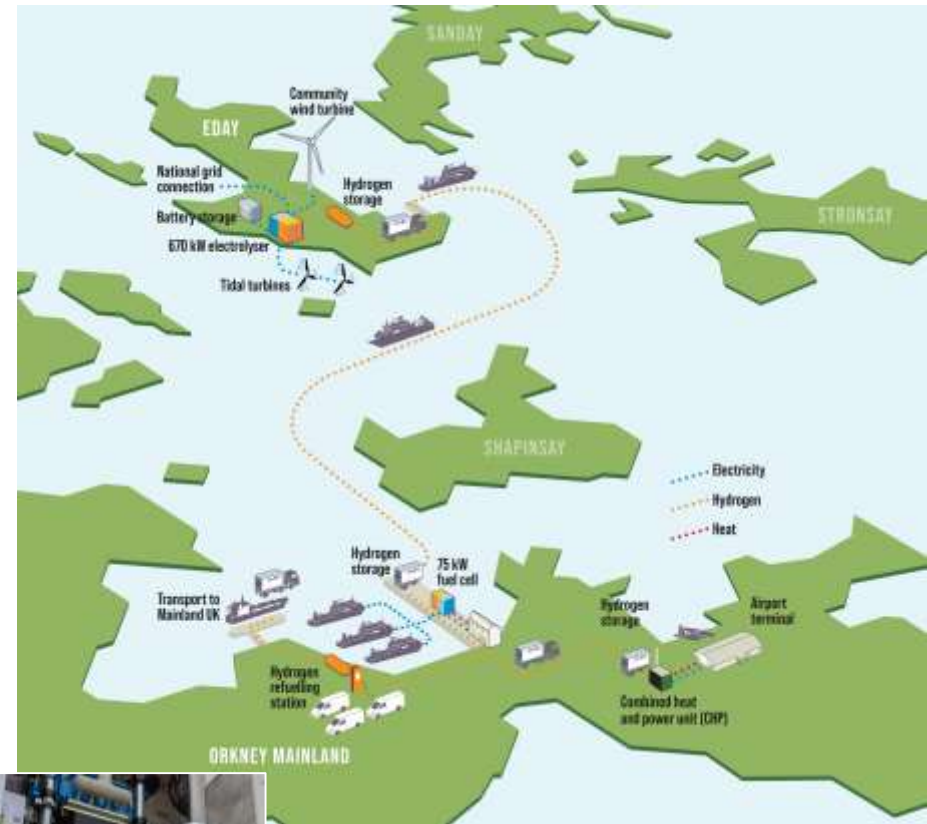 SANDAY
Community
wind turbine
EDAY
National grid
connection
Hydrogen
storage
Battery storage
STRONSAY
670 kW electrolyser
Tidal turbines
SHAPINSAY
Electricity
Hydrogen
Heat
Hydrogen
storage
75 kW
fuel cell
Transport to
Mainland UK
Hydrogen
storage
Airport
terminal
Hydrogen
refuelling
station
Combined heat
and power unit (CHP)
ORKNEY MAINLAND